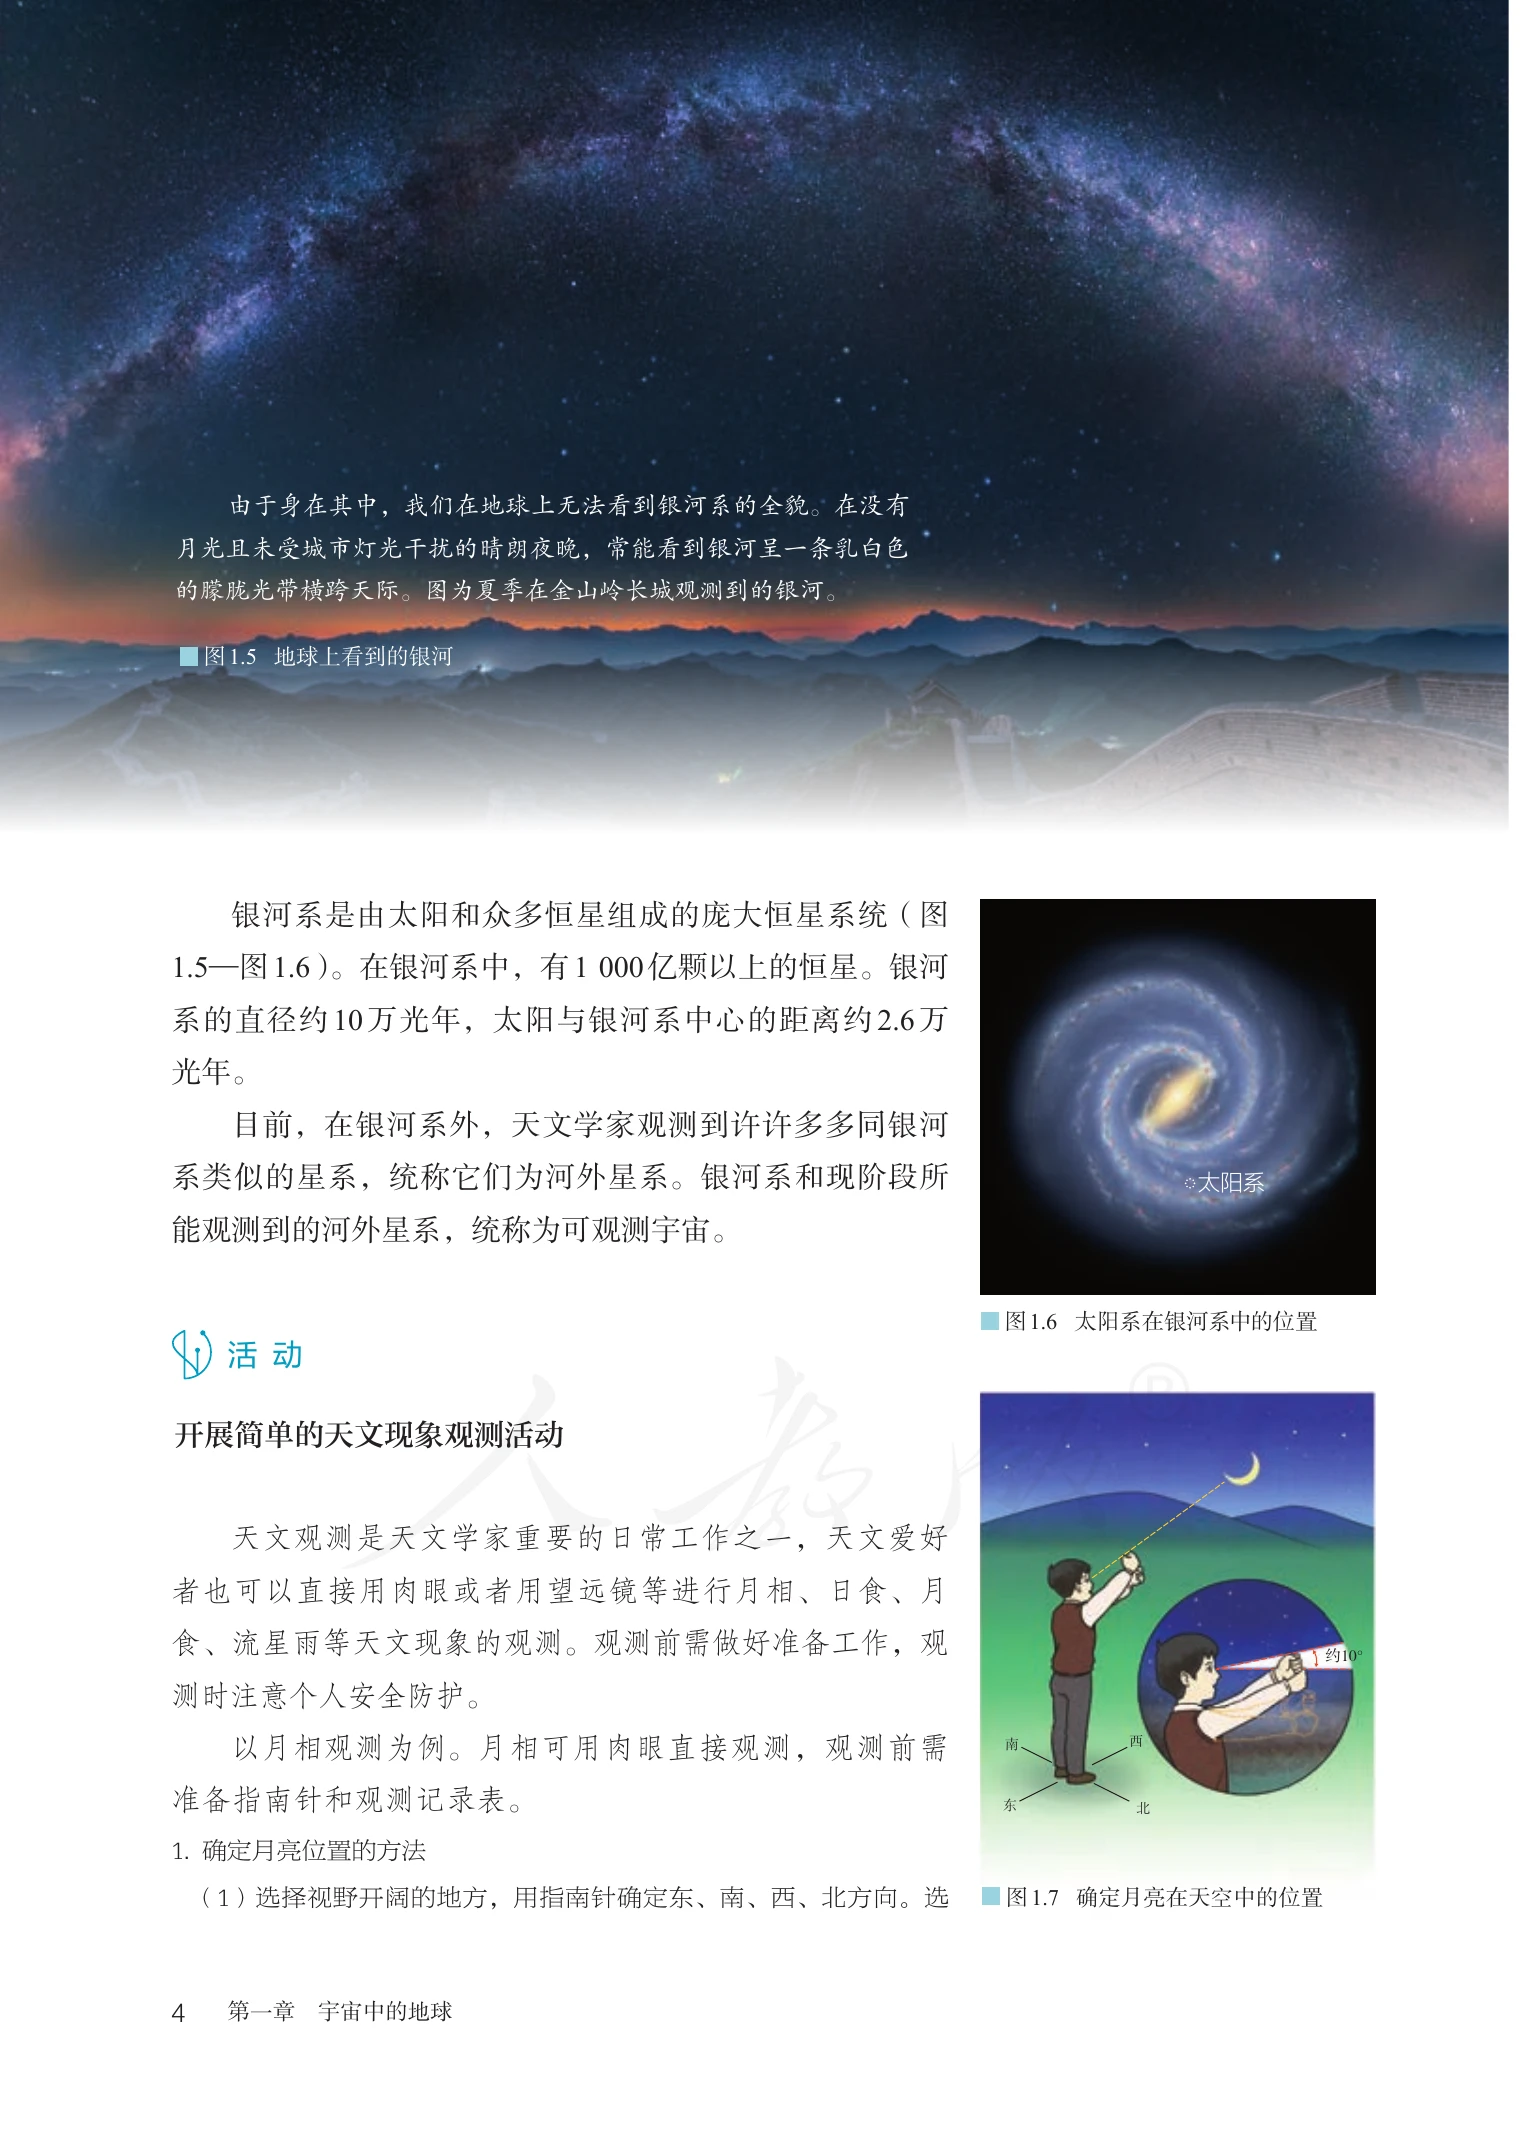 由于身在其中，我们在地球上无法看到银河系的全貌。在没有
月光且未受城市灯光干扰的晴朗夜晚，常能看到银河呈一条乳白色
的朦胧光带横跨天际。图为夏季在金山岭长城观测到的银河。
图1.5 地球上看到的银河
银河系是由太阳和众多恒星组成的庞大恒星系统（图
1.5—图1.6）。在银河系中，有1 000亿颗以上的恒星。银河
系的直径约10万光年，太阳与银河系中心的距离约2.6万
光年。
目前，在银河系外，天文学家观测到许许多多同银河
系类似的星系，统称它们为河外星系。银河系和现阶段所
能观测到的河外星系，统称为可观测宇宙。
太阳系
图1.6 太阳系在银河系中的位置
活动
开展简单的天文现象观测活动
天文观测是天文学家重要的日常工作之一，天文爱好
者也可以直接用肉眼或者用望远镜等进行月相、日食、月
食、流星雨等天文现象的观测。观测前需做好准备工作，观
测时注意个人安全防护。
以月相观测为例。月相可用肉眼直接观测，观测前需
准备指南针和观测记录表。
1. 确定月亮位置的方法
（1）选择视野开阔的地方，用指南针确定东、南、西、北方向。选
人教
®
约10°
南
西
东
北
图1.7 确定月亮在天空中的位置
4 第一章 宇宙中的地球